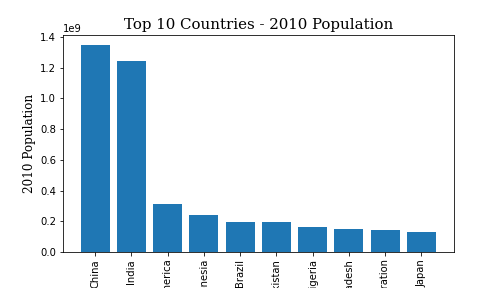 Top 10 Countries - 2010 Population
1e9
1.4
1.2
1.0
0.8
0.6
0.4
0.2
0.0
2010 Population
China
India
merica
nesia
Brazil
kistan
igeria
adesh
ration
Japan